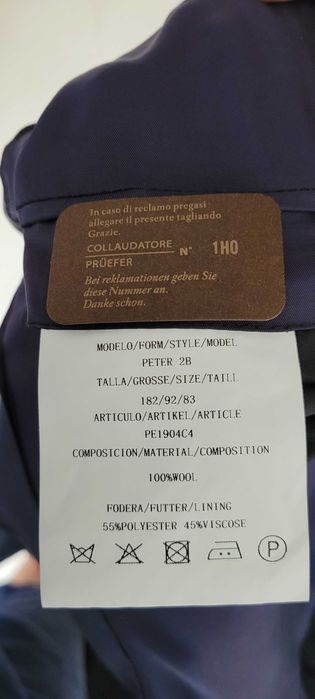 In caso di reclamo pregasi
allegare il presente tagliando
Grazie.
COLLAUDATORE
PRÜEFER
N° 1H0
Bei reklamationen geben Sie
diese Nummer an.
Danke schon.
MODELO/FORM/STYLE/MODEL
PETER 2B
TALLA/GROSSE/SIZE/TAILL
182/92/83
ARTICULO/ARTIKEL/ARTICLE
PE1904C4
COMPOSICION/MATERIAL/COMPOSITION
100%WOOL
FODERA/FUTTER/LINING
55%POLYESTER 45%VISCOSE
P